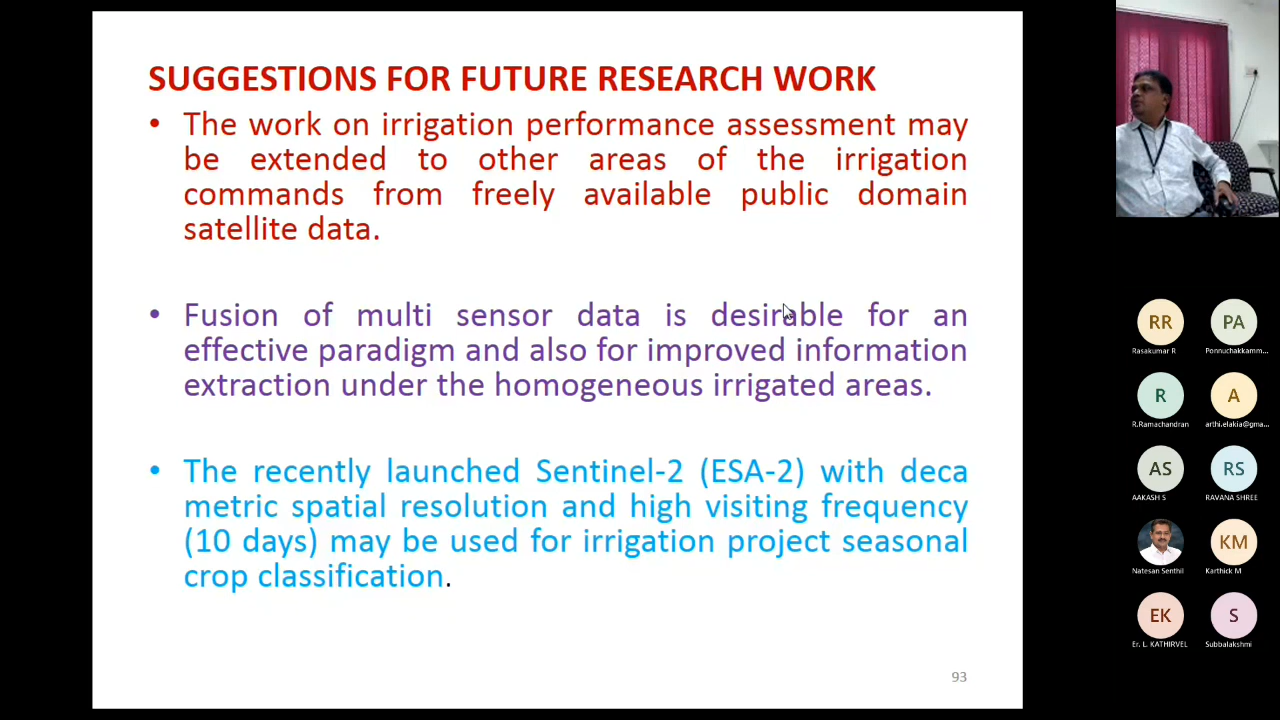 SUGGESTIONS FOR FUTURE RESEARCH WORK
• The work on irrigation performance assessment may
be extended to other areas of the irrigation
commands from freely available public domain
satellite data.
• Fusion of multi sensor data is desirable for an
effective paradigm and also for improved information
extraction under the homogeneous irrigated areas.
• The recently launched Sentinel-2 (ESA-2) with deca
metric spatial resolution and high visiting frequency
(10 days) may be used for irrigation project seasonal
crop classification.
93
RR
Rasakumar R
PA
Ponnuchakkamm...
R
R.Ramachandran
A
arthi.elakia@gma...
AS
AAKASH S
RS
RAVANA SHREE
Natesan Senthil
KM
Karthick M
EK
Er. L. KATHIRVEL
S
Subbalakshmi